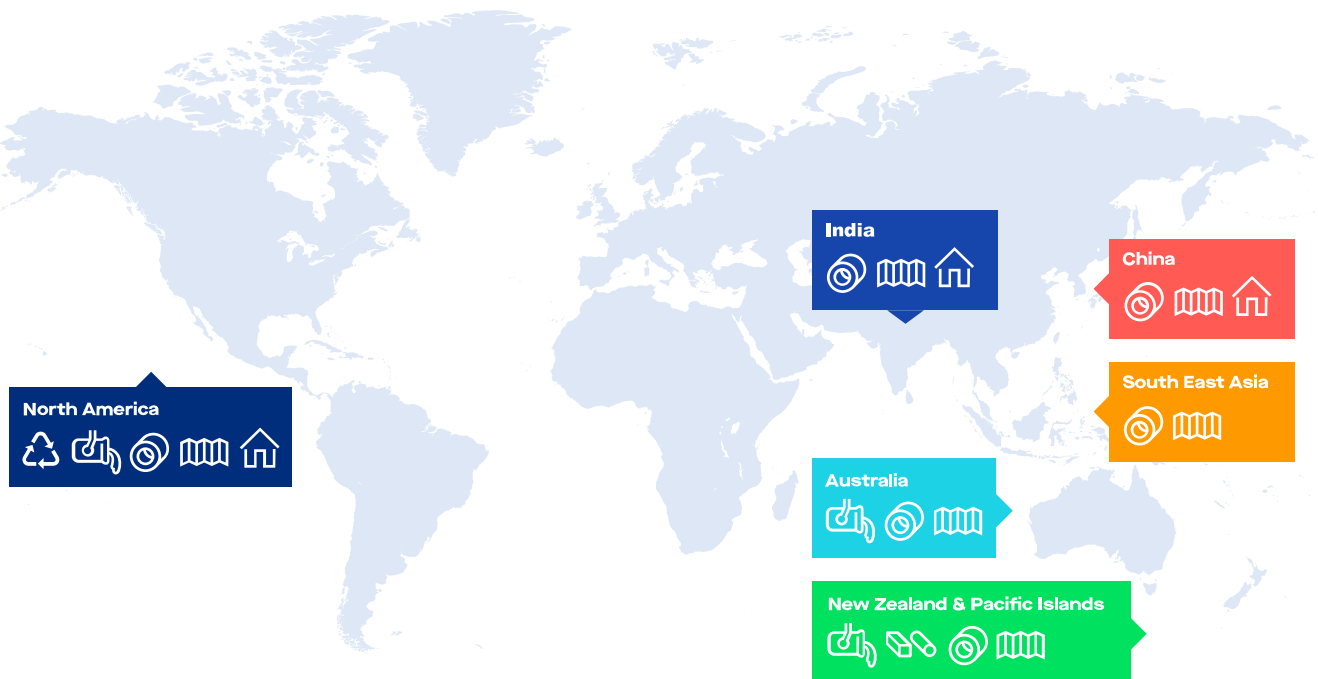 India
China
North America
South East Asia
Australia
New Zealand & Pacific Islands